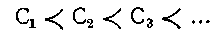 C₁ ≺ C₂ ≺ C₃ ≺ ...